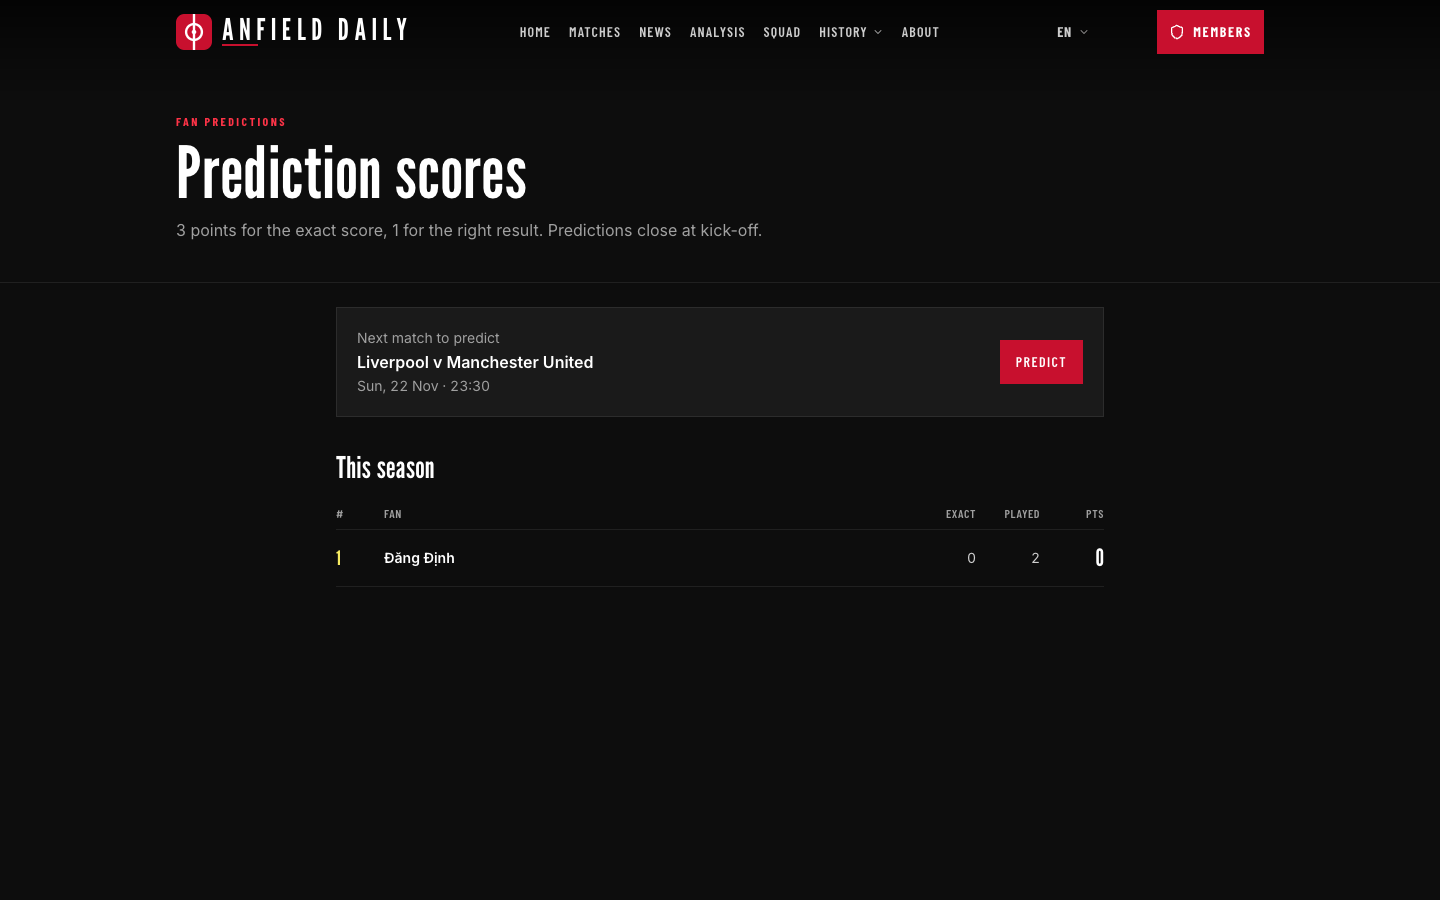 ANFIELD DAILY
HOME MATCHES NEWS ANALYSIS SQUAD HISTORY ABOUT EN MEMBERS
FAN PREDICTIONS
Prediction scores
3 points for the exact score, 1 for the right result. Predictions close at kick-off.
Next match to predict
Liverpool v Manchester United
Sun, 22 Nov · 23:30
PREDICT
This season
# FAN EXACT PLAYED PTS
1 Đăng Định 0 2 0